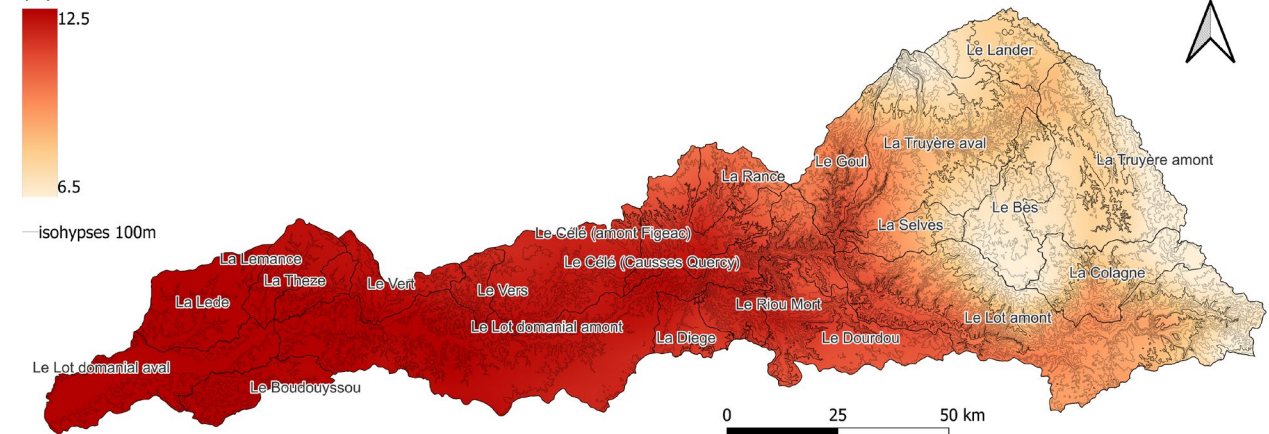 12.5
6.5
isohypses 100m
Le Lander
La Truyère aval
Le Goul
La Truyère amont
La Rance
Le Bès
La Selves
Le Célé (amont Figeac)
Le Célé (Causses Quercy)
La Lemance
La Theze
Le Vert
Le Vers
La Colagne
La Lede
Le Riou Mort
Le Lot amont
Le Lot domanial amont
La Diege
Le Dourdou
Le Lot domanial aval
Le Boudouyssou
0 25 50 km